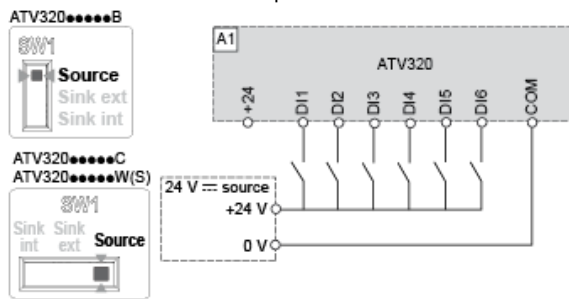 ATV320●●●●●B
SW1
Source
Sink ext
Sink int
ATV320●●●●●C
ATV320●●●●●W(S)
SW1
Sink int
Sink ext
Source
A1
ATV320
+24
DI1
DI2
DI3
DI4
DI5
DI6
COM
24 V ⎓ source
+24 V
0 V